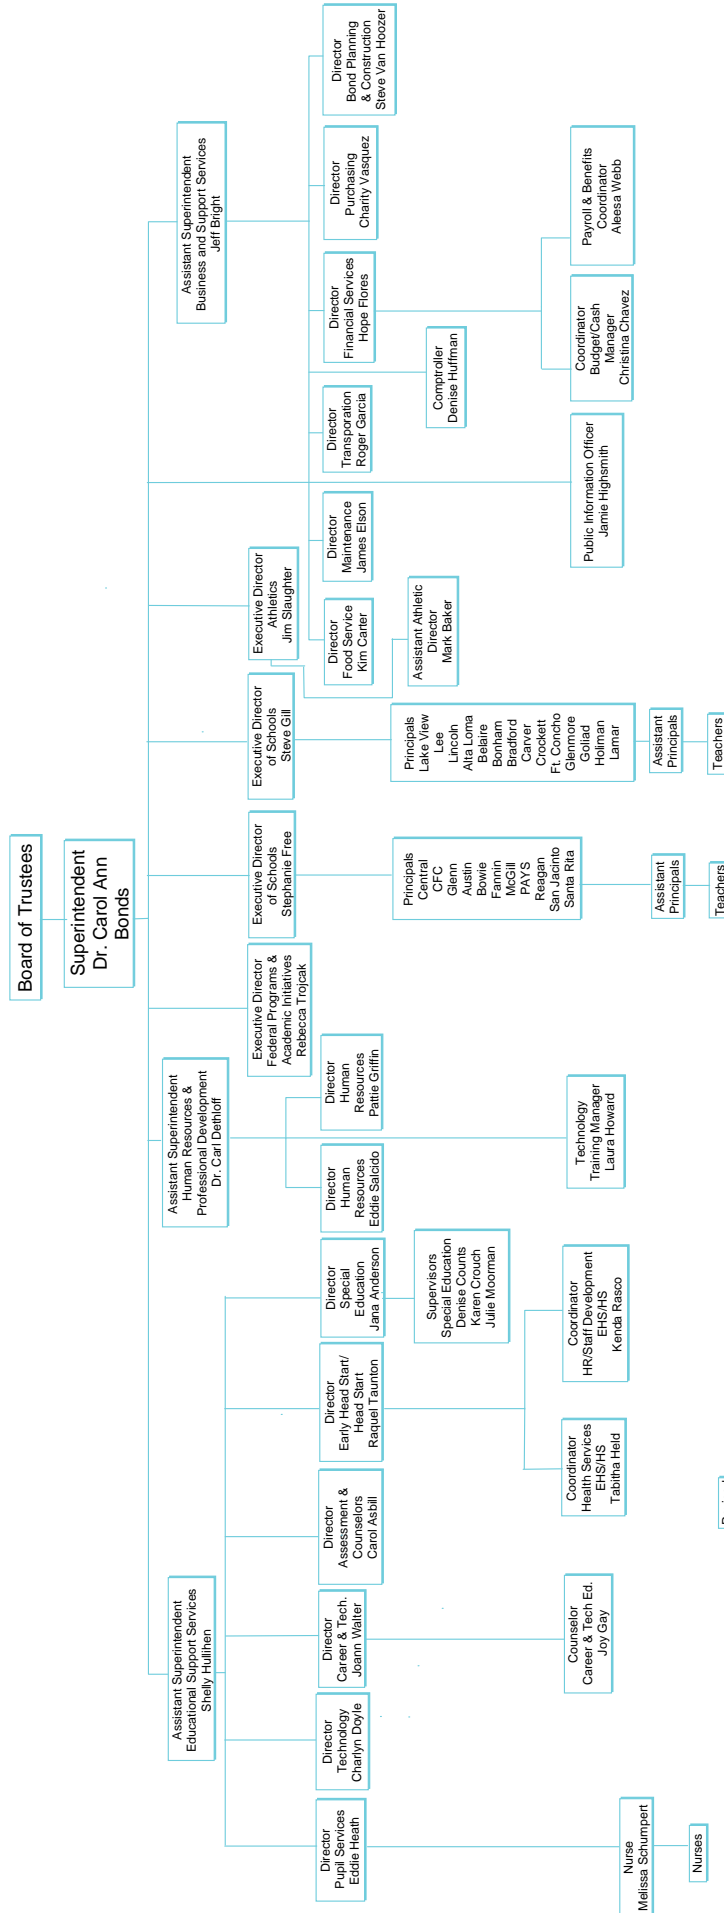 Board of Trustees
Superintendent
Dr. Carol Ann
Bonds
Assistant Superintendent
Educational Support Services
Shelly Hullihen
Assistant Superintendent
Human Resources &
Professional Development
Dr. Carl Dethloff
Executive Director
Federal Programs &
Academic Initiatives
Rebecca Trojcak
Executive Director
of Schools
Stephanie Free
Executive Director
of Schools
Steve Gill
Executive Director
Athletics
Jim Slaughter
Assistant Superintendent
Business and Support Services
Jeff Bright
Director
Pupil Services
Eddie Heath
Director
Technology
Charlyn Doyle
Director
Career & Tech.
Joann Walter
Director
Assessment &
Counselors
Carol Asbill
Director
Early Head Start/
Head Start
Raquel Taunton
Director
Special
Education
Jana Anderson
Director
Human
Resources
Eddie Salcido
Director
Human
Resources
Pattie Griffin
Director
Food Service
Kim Carter
Director
Maintenance
James Elson
Director
Transporation
Roger Garcia
Director
Financial Services
Hope Flores
Director
Purchasing
Charity Vasquez
Director
Bond Planning
& Construction
Steve Van Hoozer
Supervisors
Special Education
Denise Counts
Karen Crouch
Julie Moorman
Principals
Central
CFC
Glenn
Austin
Bowie
Fannin
McGill
PAYS
Reagan
San Jacinto
Santa Rita
Principals
Lake View
Lee
Lincoln
Alta Loma
Belaire
Bonham
Bradford
Carver
Crockett
Ft. Concho
Glenmore
Goliad
Holiman
Lamar
Assistant Athletic
Director
Mark Baker
Comptroller
Denise Huffman
Counselor
Career & Tech Ed.
Joy Gay
Coordinator
Health Services
EHS/HS
Tabitha Held
Coordinator
HR/Staff Development
EHS/HS
Kenda Rasco
Technology
Training Manager
Laura Howard
Public Information Officer
Jamie Highsmith
Coordinator
Budget/Cash
Manager
Christina Chavez
Payroll & Benefits
Coordinator
Aleesa Webb
Nurse
Melissa Schumpert
Assistant
Principals
Assistant
Principals
Nurses
Teachers
Teachers